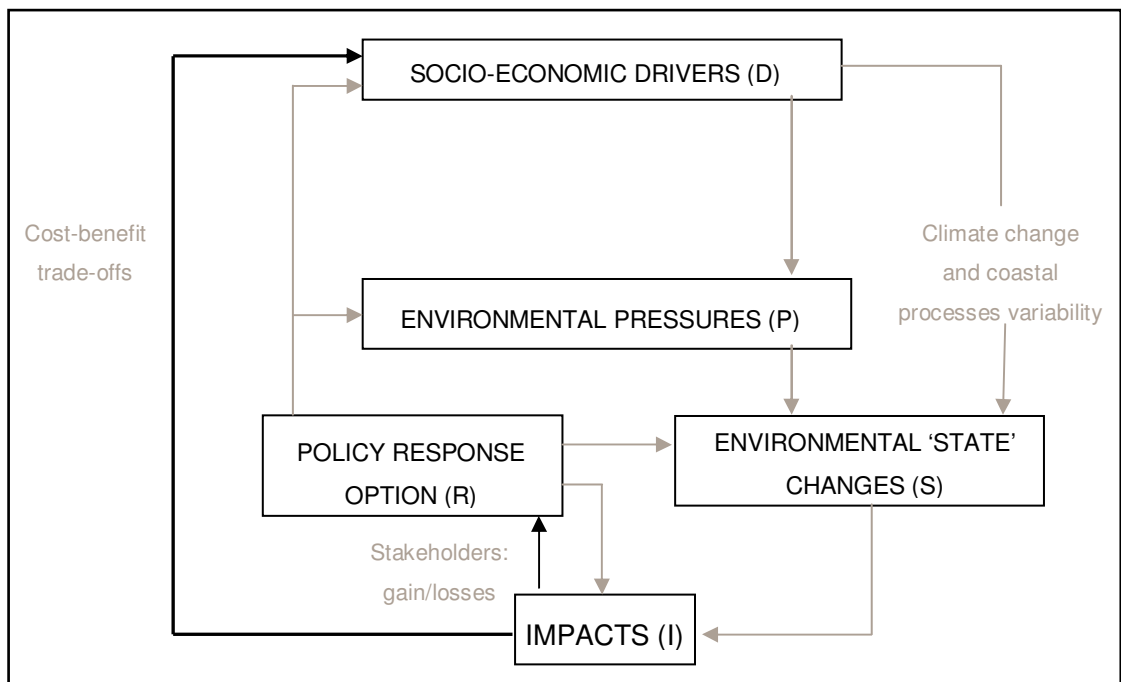 SOCIO-ECONOMIC DRIVERS (D)
Cost-benefit
trade-offs
Climate change
and coastal
processes variability
ENVIRONMENTAL PRESSURES (P)
POLICY RESPONSE
OPTION (R)
ENVIRONMENTAL ‘STATE’
CHANGES (S)
Stakeholders:
gain/losses
IMPACTS (I)